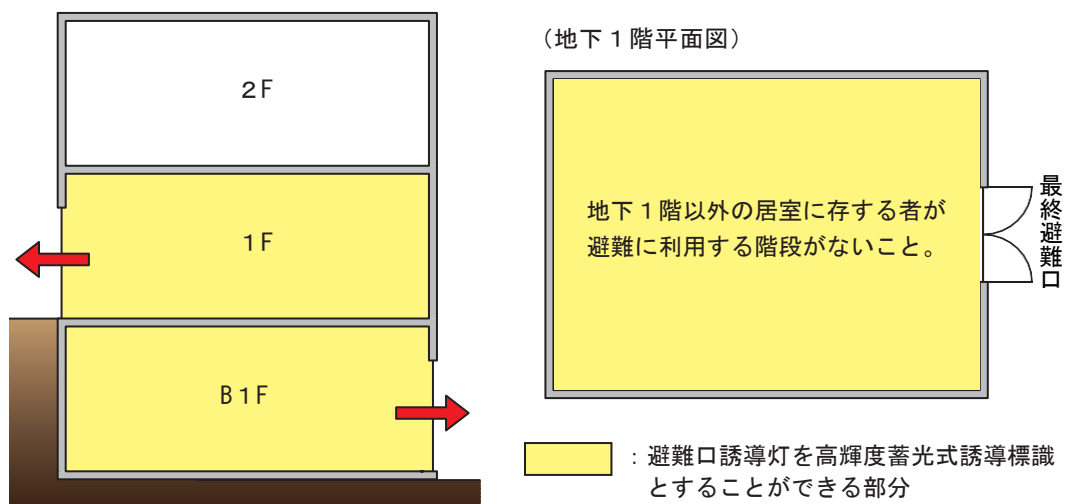 2F
1F
B1F
（地下１階平面図）
地下１階以外の居室に存する者が
避難に利用する階段がないこと。
最終避難口
：避難口誘導灯を高輝度蓄光式誘導標識
とすることができる部分